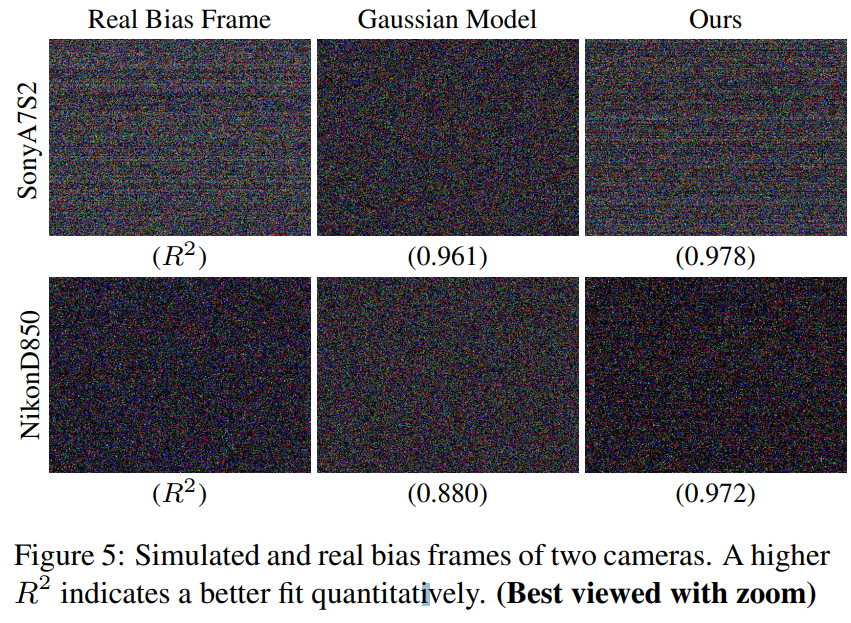 Real Bias Frame Gaussian Model Ours
SonyA7S2
(R²) (0.961) (0.978)
NikonD850
(R²) (0.880) (0.972)
Figure 5: Simulated and real bias frames of two cameras. A higher
R² indicates a better fit quantitatively. (Best viewed with zoom)